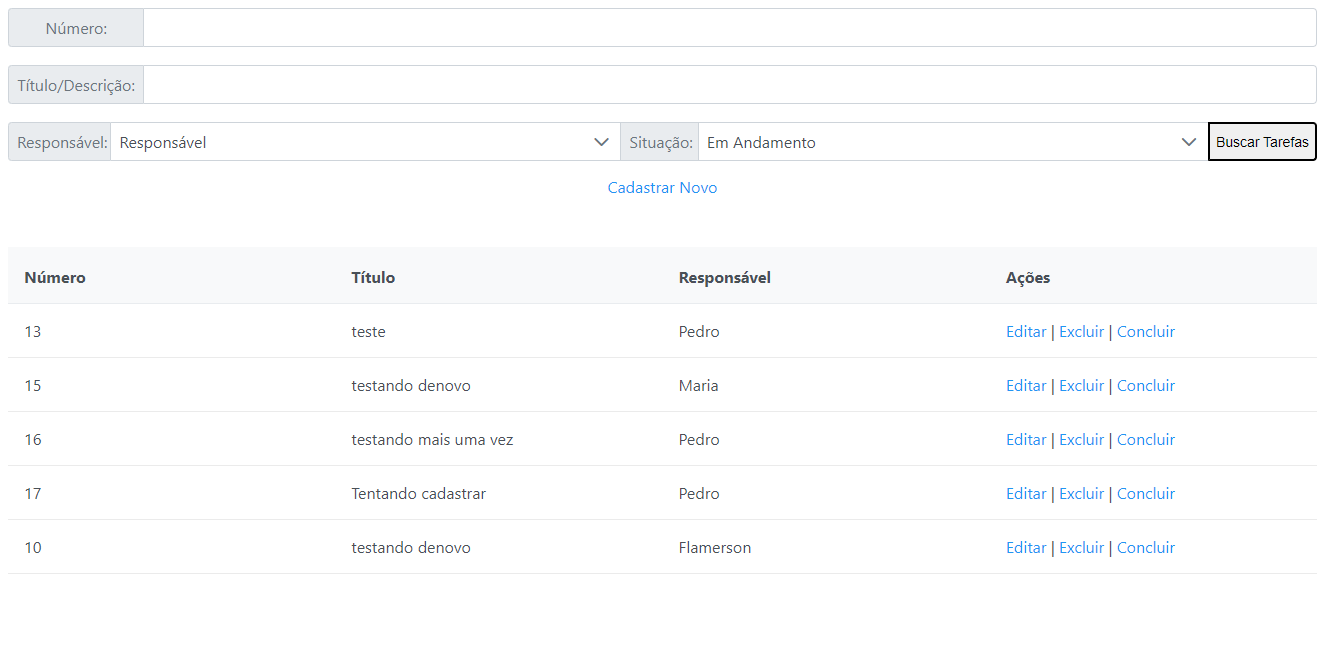 Número:
Título/Descrição:
Responsável: Responsável Situação: Em Andamento Buscar Tarefas
Cadastrar Novo
Número Título Responsável Ações
13 teste Pedro Editar | Excluir | Concluir
15 testando denovo Maria Editar | Excluir | Concluir
16 testando mais uma vez Pedro Editar | Excluir | Concluir
17 Tentando cadastrar Pedro Editar | Excluir | Concluir
10 testando denovo Flamerson Editar | Excluir | Concluir